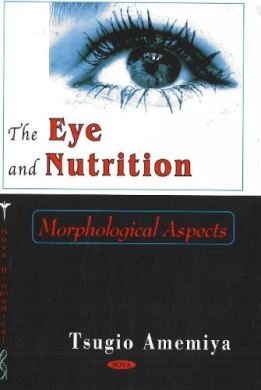 The Eye
and Nutrition
Morphological Aspects
Nova Biomedical
Tsugio Amemiya
NOVA